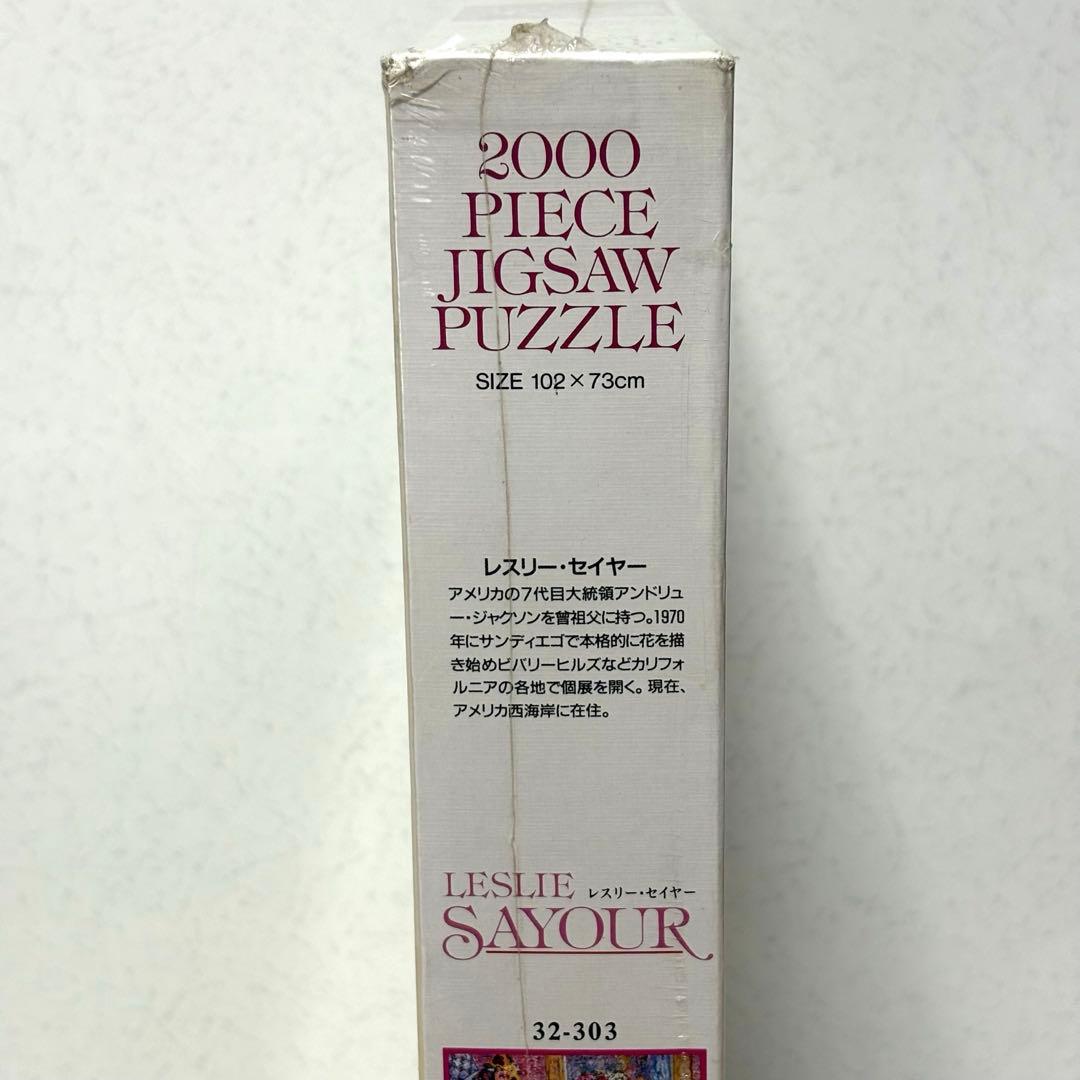 2000
PIECE
JIGSAW
PUZZLE
SIZE 102×73cm
レスリー・セイヤー
アメリカの7代目大統領アンドリュ
ー・ジャクソンを曾祖父に持つ。1970
年にサンディエゴで本格的に花を描
き始めビバリーヒルズなどカリフォ
ルニアの各地で個展を開く。現在、
アメリカ西海岸に在住。
LESLIE レスリー・セイヤー
SAYOUR
32-303